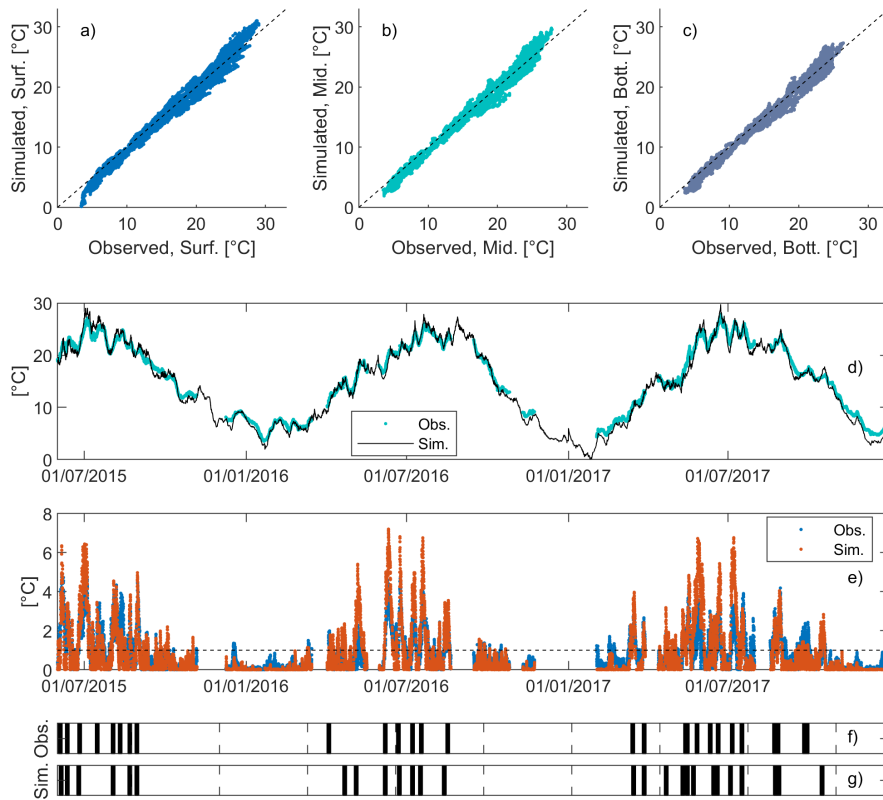 a)
Simulated, Surf. [°C]
30
20
10
0
0 10 20 30
Observed, Surf. [°C]
b)
Simulated, Mid. [°C]
30
20
10
0
0 10 20 30
Observed, Mid. [°C]
c)
Simulated, Bott. [°C]
30
20
10
0
0 10 20 30
Observed, Bott. [°C]
30
20
10
0
[°C]
d)
Obs.
Sim.
01/07/2015 01/01/2016 01/07/2016 01/01/2017 01/07/2017
8
6
4
2
0
[°C]
Obs.
Sim.
e)
01/07/2015 01/01/2016 01/07/2016 01/01/2017 01/07/2017
Obs.
f)
Sim.
g)